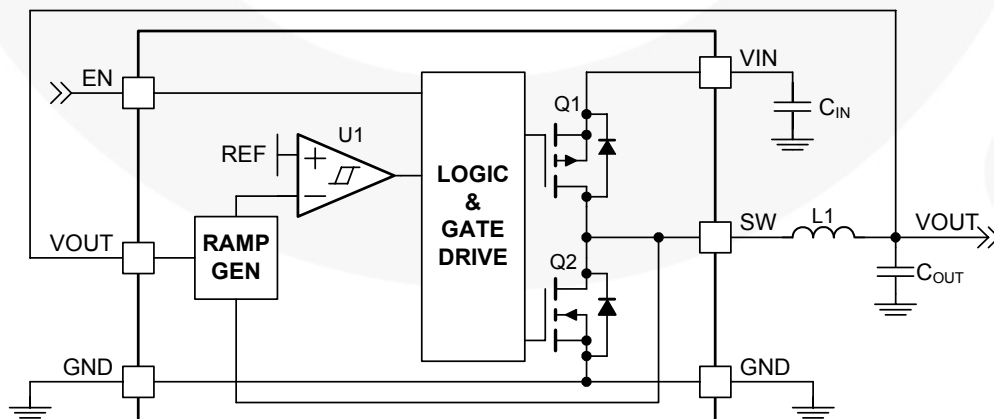 EN
VIN
Q1
C_IN
U1
REF
+
−
LOGIC
&
GATE
DRIVE
VOUT
RAMP
GEN
SW
L1
VOUT
Q2
C_OUT
GND
GND